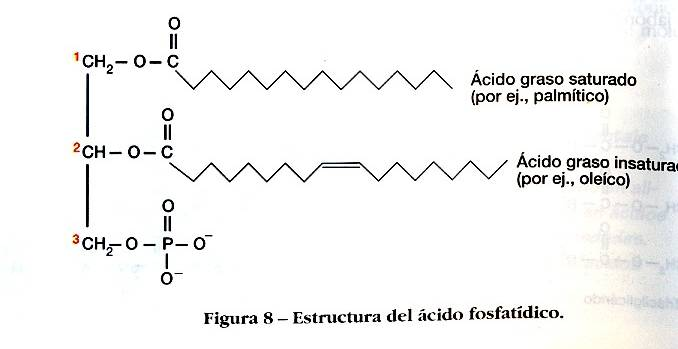 O
1CH2–O–C
Ácido graso saturado
(por ej., palmítico)
O
2CH–O–C
Ácido graso insatura
(por ej., oleíco)
O
3CH2–O–P–O−
O−
Figura 8 – Estructura del ácido fosfatídico.